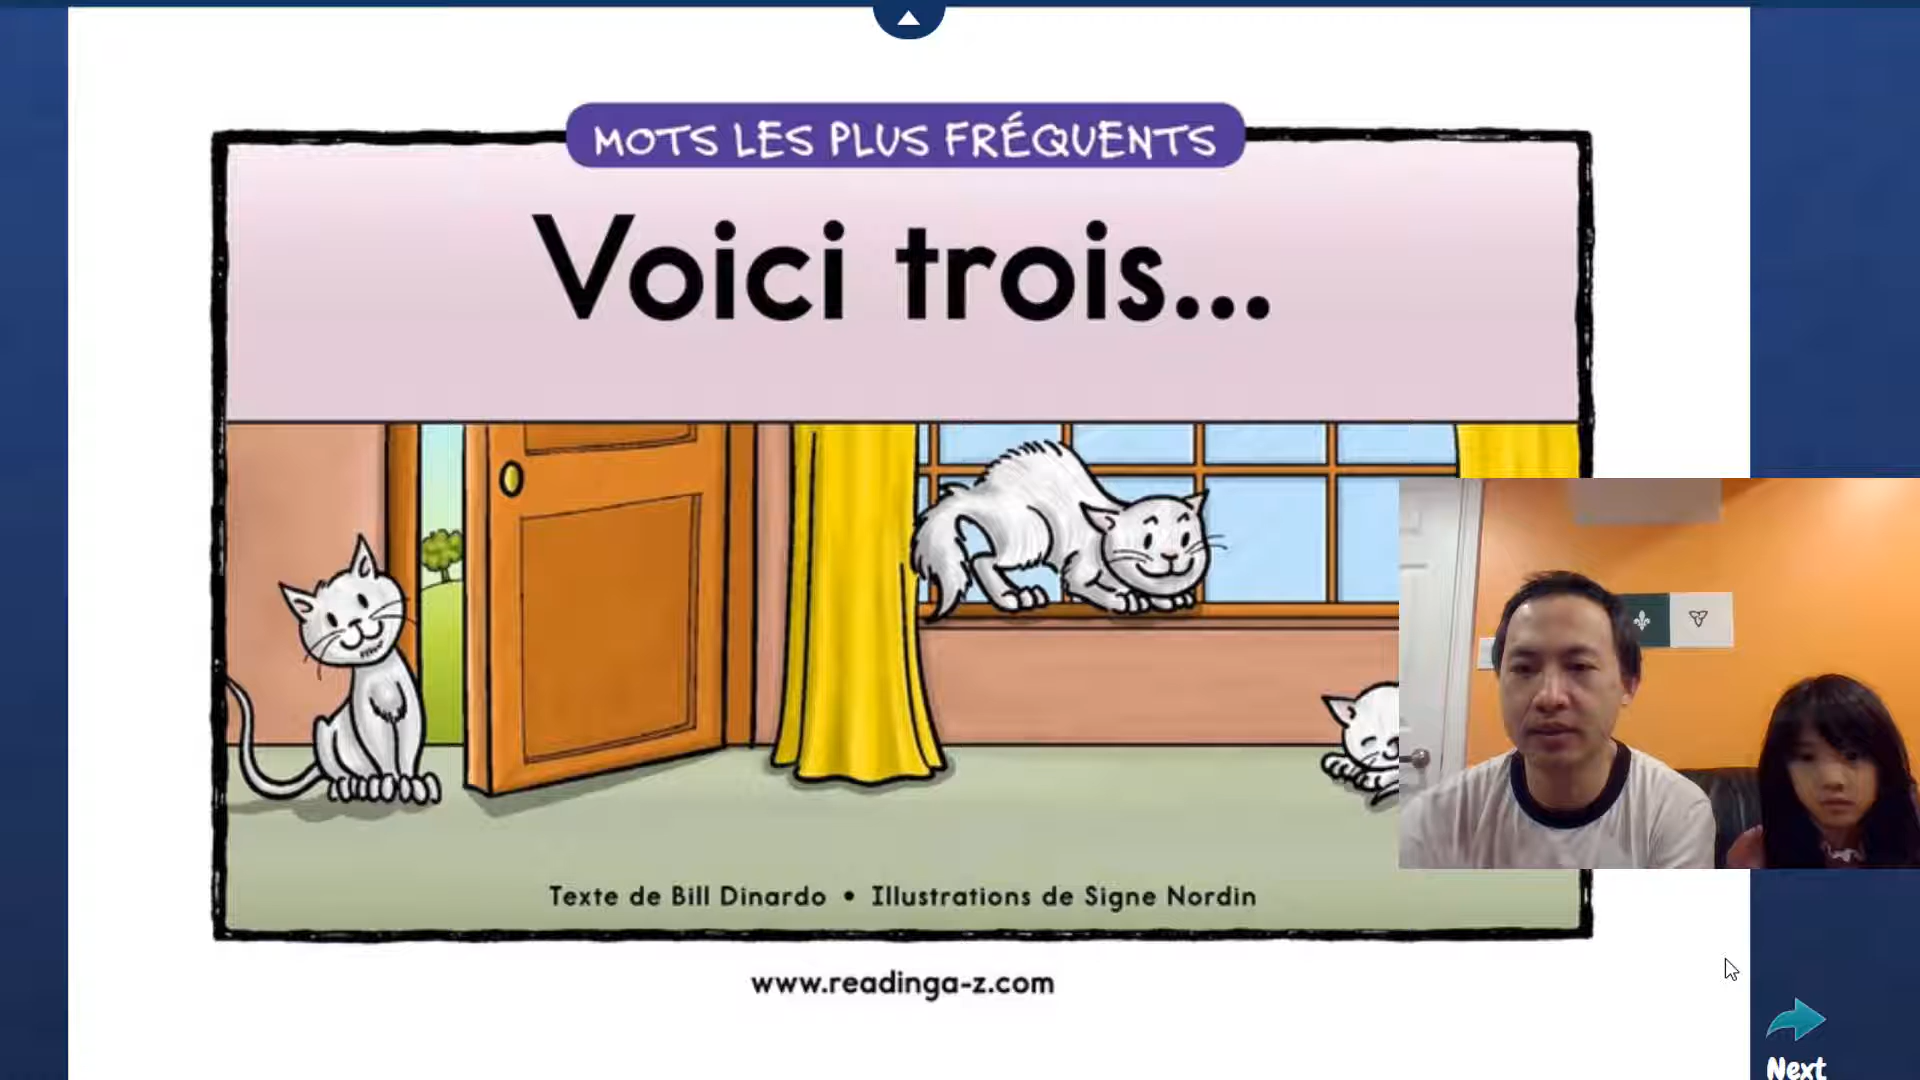 MOTS LES PLUS FRÉQUENTS
Voici trois...
Texte de Bill Dinardo • Illustrations de Signe Nordin
www.readinga-z.com
Next